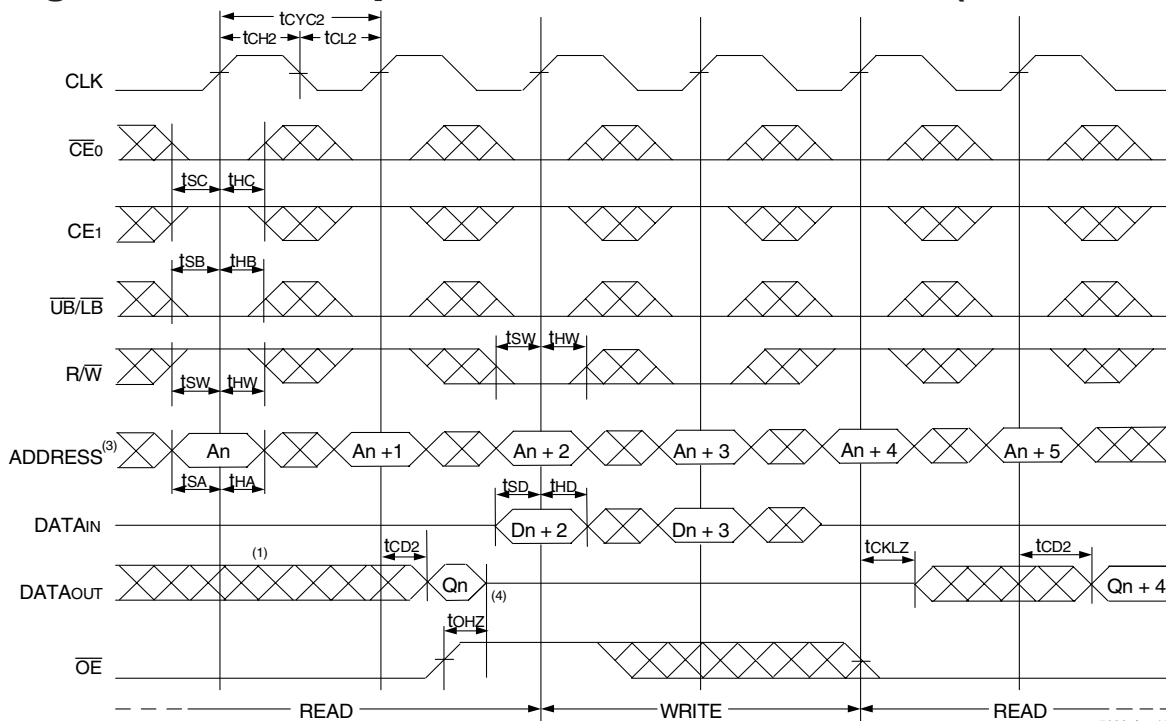 tCYC2
tCH2 tCL2
CLK
CE0
tSC tHC
CE1
tSB tHB
UB/LB
tSW tHW
R/W
tSW tHW
ADDRESS(3) An An +1 An + 2 An + 3 An + 4 An + 5
tSA tHA
tSD tHD
DATAIN Dn + 2 Dn + 3
tCD2 tCKLZ tCD2
(1)
DATAOUT Qn (4) Qn + 4
tOHZ
OE
READ WRITE READ